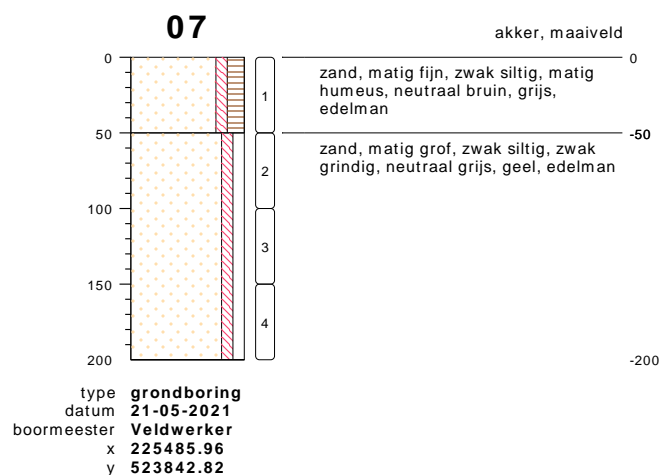 07
akker, maaiveld
0
0
zand, matig fijn, zwak siltig, matig
humeus, neutraal bruin, grijs,
edelman
1
50
-50
zand, matig grof, zwak siltig, zwak
grindig, neutraal grijs, geel, edelman
2
100
3
150
4
200
-200
type grondboring
datum 21-05-2021
boormeester Veldwerker
x 225485.96
y 523842.82